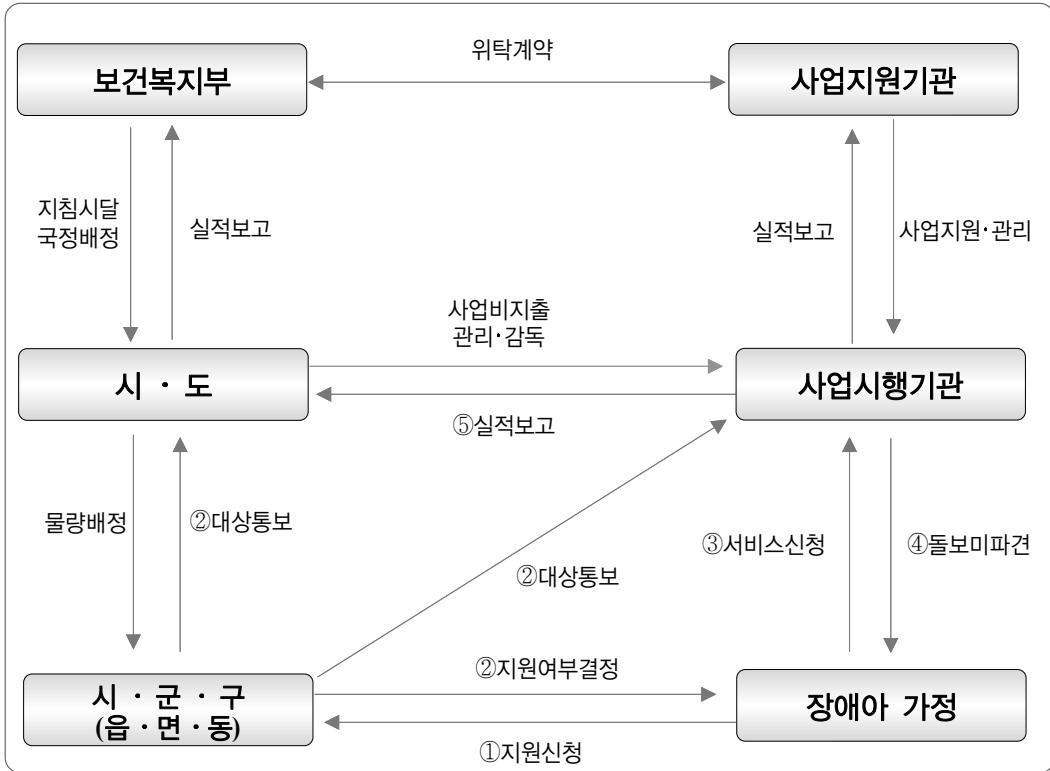 위탁계약
보건복지부
사업지원기관
지침시달
국정배정
실적보고
실적보고
사업지원·관리
사업비지출
관리·감독
시 · 도
사업시행기관
⑤실적보고
물량배정
②대상통보
③서비스신청
④돌보미파견
②대상통보
시 · 군 · 구
(읍·면·동)
②지원여부결정
장애아 가정
①지원신청